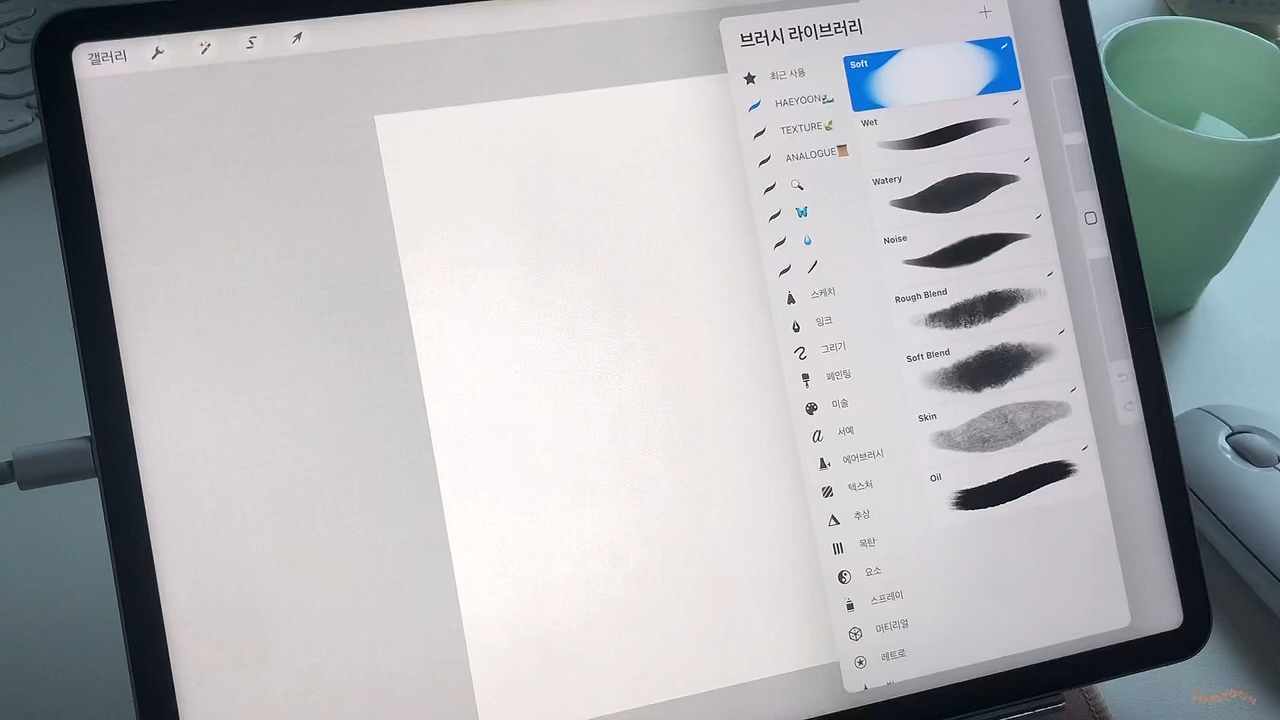 갤러리
브러시 라이브러리
최근 사용
HAEYOON
TEXTURE
ANALOGUE
스케치
잉크
그리기
페인팅
미술
서예
에어브러시
텍스처
추상
목탄
요소
스프레이
머티리얼
레트로
Soft
Wet
Watery
Noise
Rough Blend
Soft Blend
Skin
Oil
HAEYOON